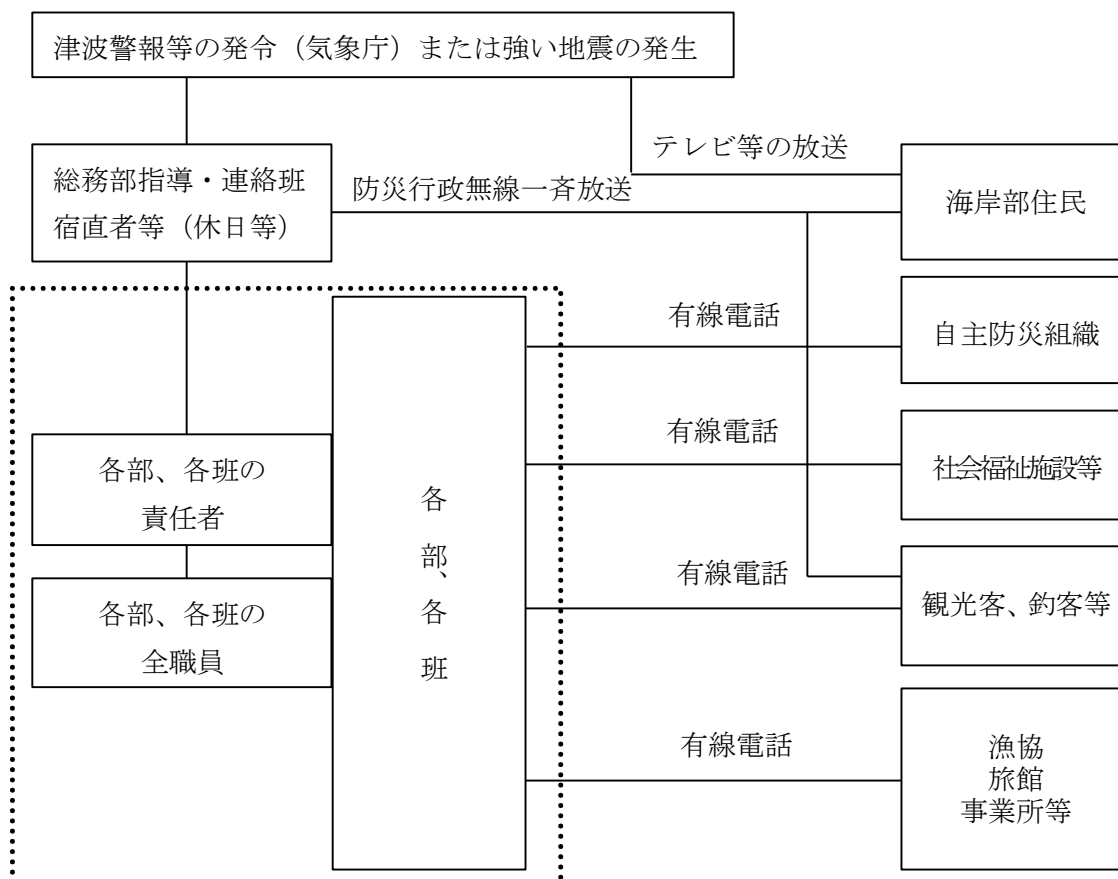 津波警報等の発令（気象庁）または強い地震の発生
テレビ等の放送
総務部指導・連絡班
宿直者等（休日等）
防災行政無線一斉放送
海岸部住民
有線電話
自主防災組織
各部、各班の
責任者
各部、各班
有線電話
社会福祉施設等
各部、各班の
全職員
有線電話
観光客、釣客等
有線電話
漁協
旅館
事業所等